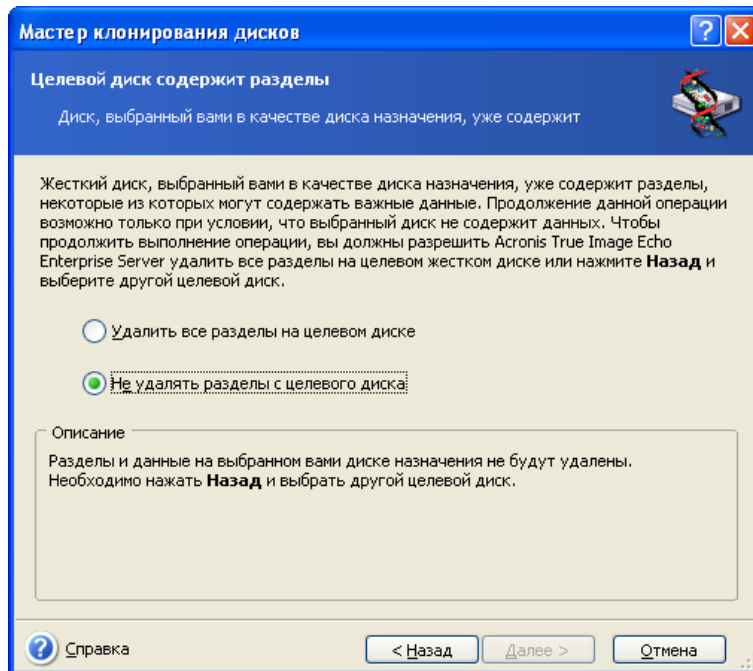 Мастер клонирования дисков
Целевой диск содержит разделы
Диск, выбранный вами в качестве диска назначения, уже содержит
Жесткий диск, выбранный вами в качестве диска назначения, уже содержит разделы,
некоторые из которых могут содержать важные данные. Продолжение данной операции
возможно только при условии, что выбранный диск не содержит данных. Чтобы
продолжить выполнение операции, вы должны разрешить Acronis True Image Echo
Enterprise Server удалить все разделы на целевом жестком диске или нажмите Назад и
выберите другой целевой диск.
Удалить все разделы на целевом диске
Не удалять разделы с целевого диска
Описание
Разделы и данные на выбранном вами диске назначения не будут удалены.
Необходимо нажать Назад и выбрать другой целевой диск.
Справка
< Назад
Далее >
Отмена